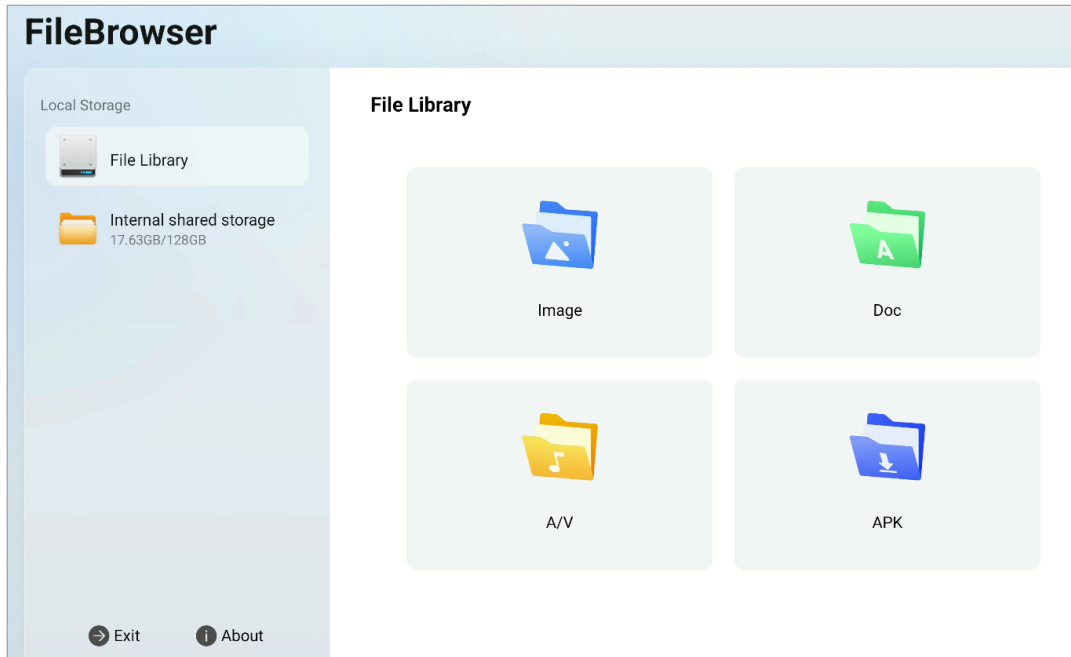 FileBrowser
Local Storage
File Library
Internal shared storage
17.63GB/128GB
Exit
About
File Library
Image
Doc
A
A/V
APK